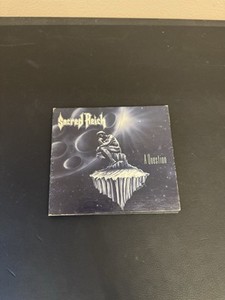 Sacred Reich
A Question